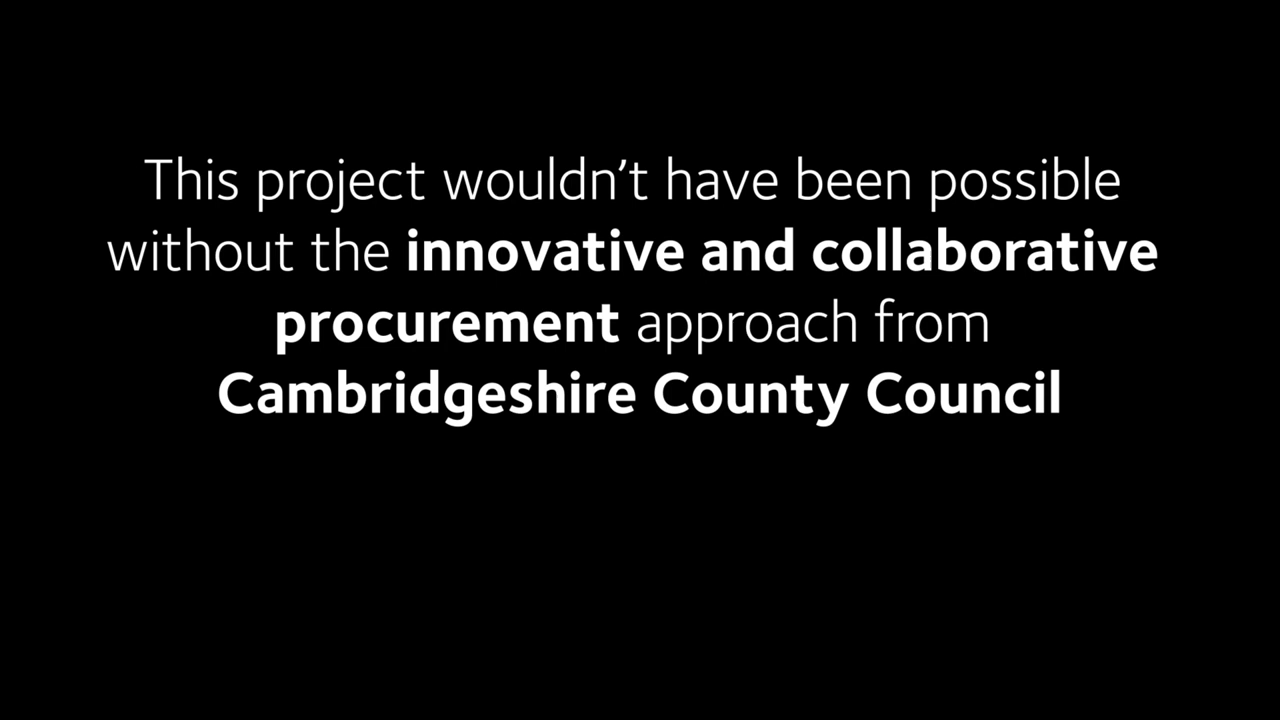 This project wouldn’t have been possible
without the innovative and collaborative
procurement approach from
Cambridgeshire County Council